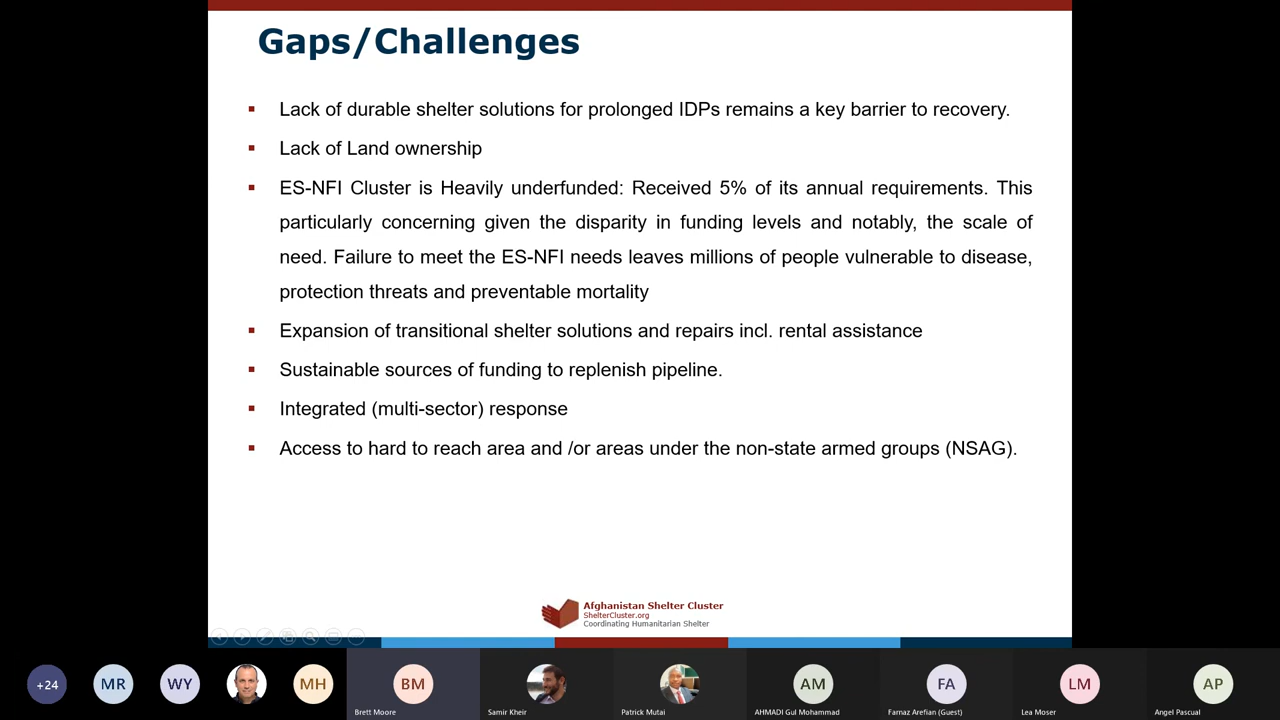 Gaps/Challenges
Lack of durable shelter solutions for prolonged IDPs remains a key barrier to recovery.
Lack of Land ownership
ES-NFI Cluster is Heavily underfunded: Received 5% of its annual requirements. This
particularly concerning given the disparity in funding levels and notably, the scale of
need. Failure to meet the ES-NFI needs leaves millions of people vulnerable to disease,
protection threats and preventable mortality
Expansion of transitional shelter solutions and repairs incl. rental assistance
Sustainable sources of funding to replenish pipeline.
Integrated (multi-sector) response
Access to hard to reach area and /or areas under the non-state armed groups (NSAG).
Afghanistan Shelter Cluster
ShelterCluster.org
Coordinating Humanitarian Shelter
+24 MR WY MH BM AM FA LM AP
Brett Moore Samir Kheir Patrick Mutai AHMADI Gul Mohammad Farnaz Arefian (Guest) Lea Moser Angel Pascual